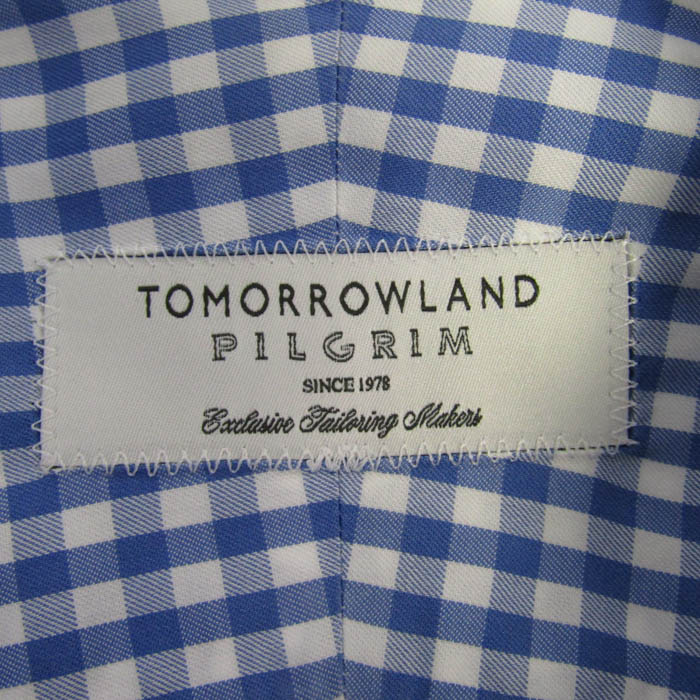 TOMORROWLAND
PILGRIM
SINCE 1978
Exclusive Tailoring Makers